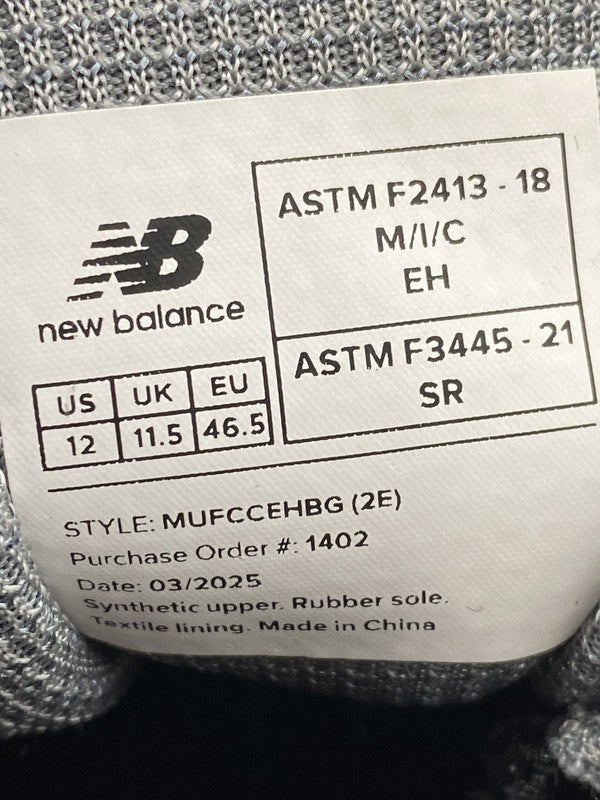 NB
new balance
ASTM F2413 - 18
M/I/C
EH
ASTM F3445 - 21
SR
US UK EU
12 11.5 46.5
STYLE: MUFCCEHBG (2E)
Purchase Order #: 1402
Date: 03/2025
Synthetic upper. Rubber sole.
Textile lining. Made in China